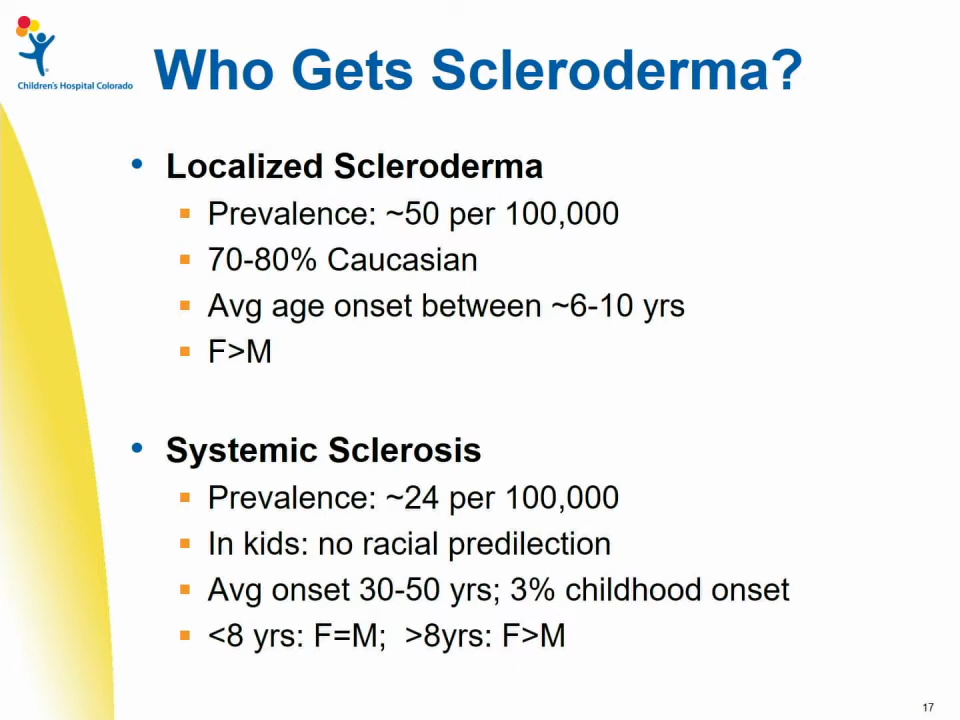 Children's Hospital Colorado
Who Gets Scleroderma?
• Localized Scleroderma
▪ Prevalence: ~50 per 100,000
▪ 70-80% Caucasian
▪ Avg age onset between ~6-10 yrs
▪ F>M
• Systemic Sclerosis
▪ Prevalence: ~24 per 100,000
▪ In kids: no racial predilection
▪ Avg onset 30-50 yrs; 3% childhood onset
▪ <8 yrs: F=M;  >8yrs: F>M
17